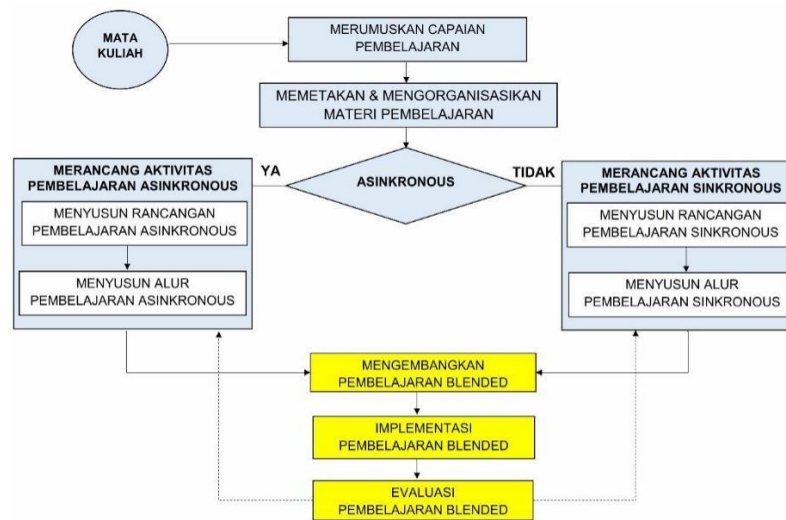 MATA
KULIAH
MERUMUSKAN CAPAIAN
PEMBELAJARAN
MEMETAKAN & MENGORGANISASIKAN
MATERI PEMBELAJARAN
ASINKRONOUS
YA
TIDAK
MERANCANG AKTIVITAS
PEMBELAJARAN ASINKRONOUS
MENYUSUN RANCANGAN
PEMBELAJARAN ASINKRONOUS
MENYUSUN ALUR
PEMBELAJARAN ASINKRONOUS
MERANCANG AKTIVITAS
PEMBELAJARAN SINKRONOUS
MENYUSUN RANCANGAN
PEMBELAJARAN SINKRONOUS
MENYUSUN ALUR
PEMBELAJARAN SINKRONOUS
MENGEMBANGKAN
PEMBELAJARAN BLENDED
IMPLEMENTASI
PEMBELAJARAN BLENDED
EVALUASI
PEMBELAJARAN BLENDED